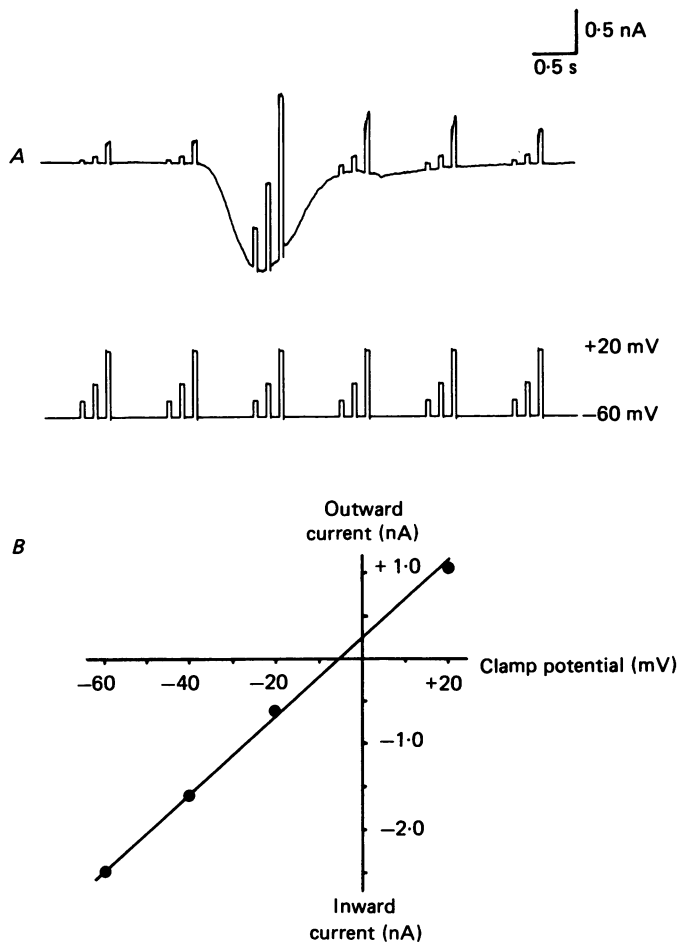 0·5 nA
0·5 s
A
+20 mV
−60 mV
B
Outward
current (nA)
+ 1·0
Clamp potential (mV)
−60
−40
−20
+20
−1·0
−2·0
Inward
current (nA)